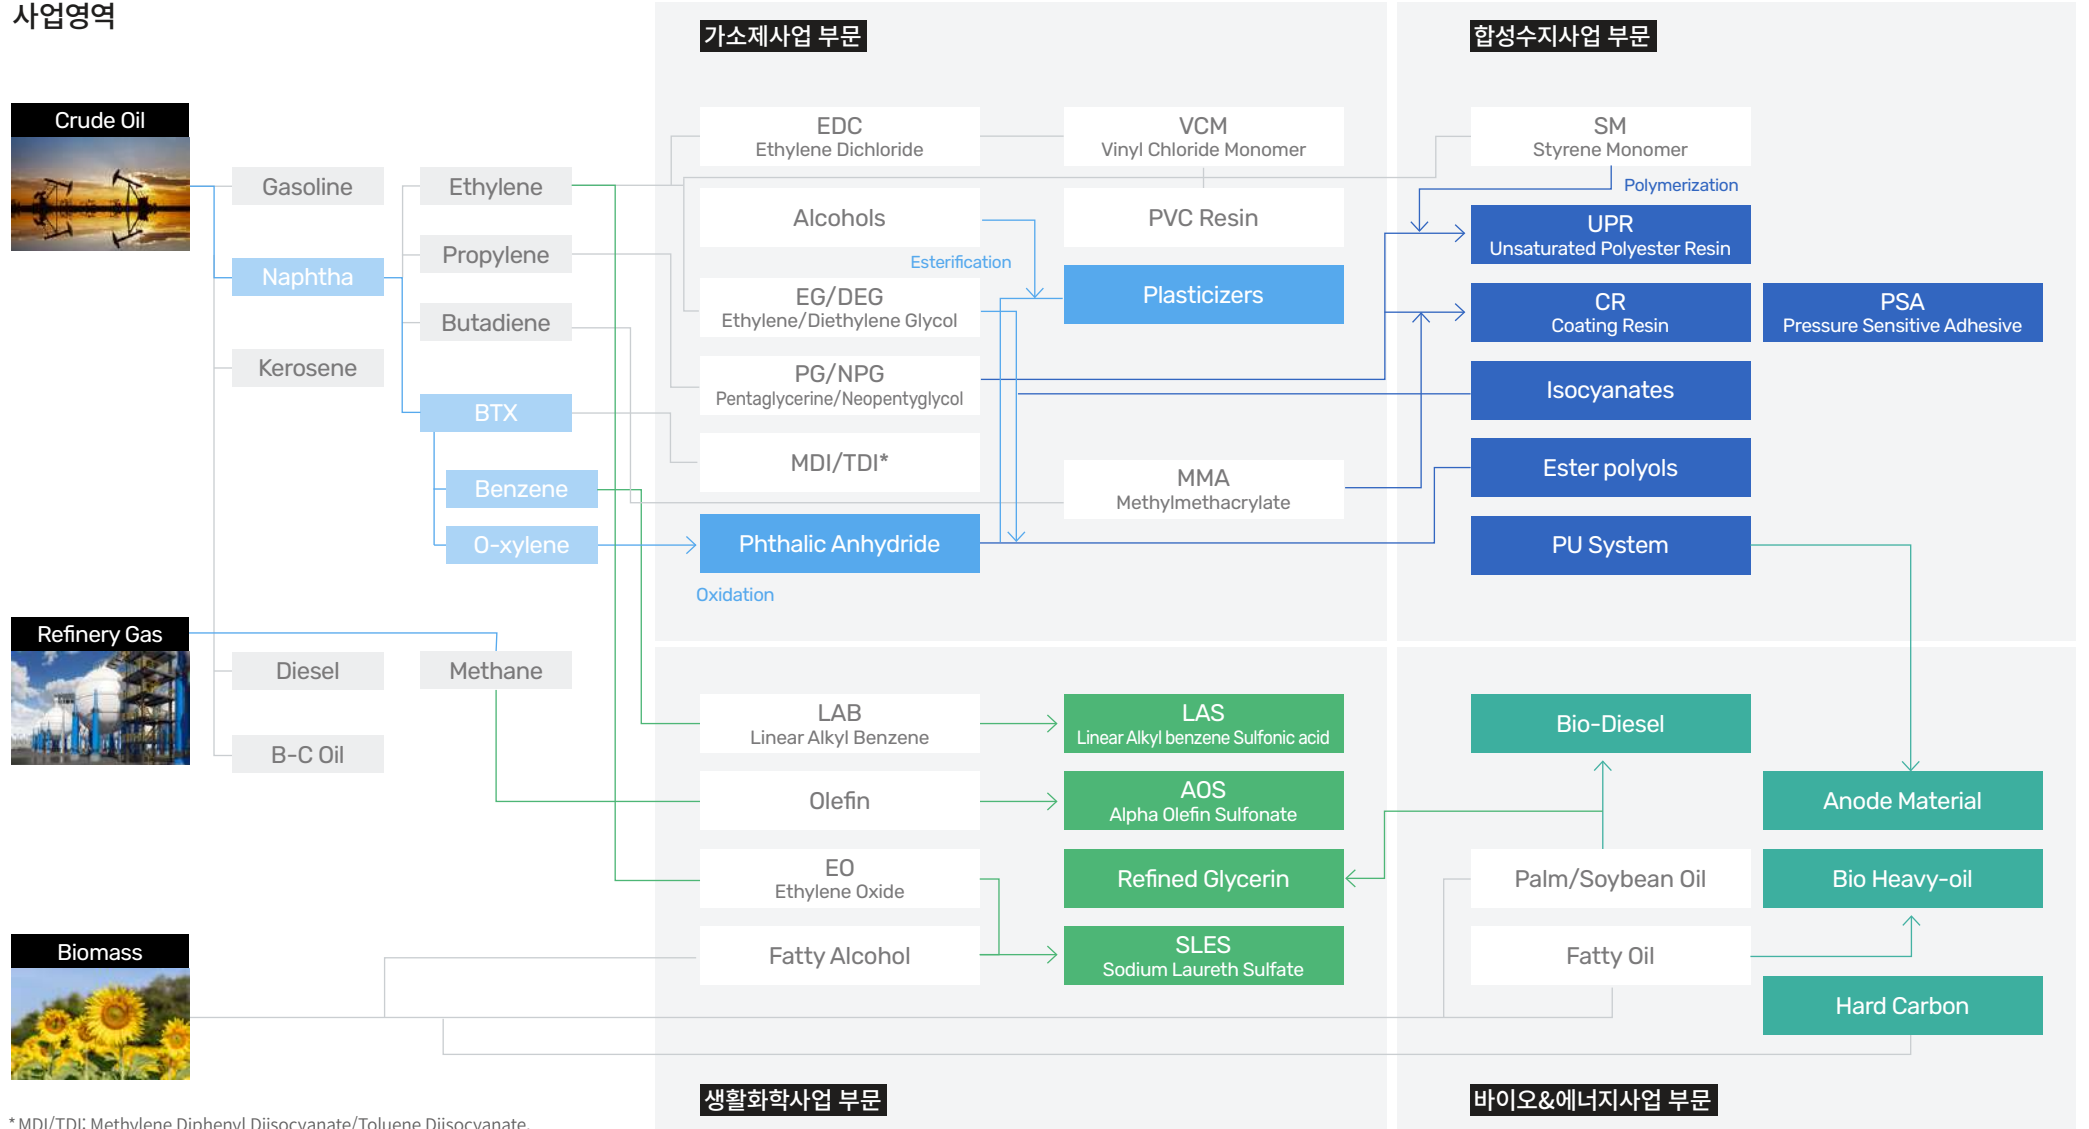 사업영역
가소제사업 부문
합성수지사업 부문
Crude Oil
Gasoline
Naphtha
Kerosene
Ethylene
Propylene
Butadiene
BTX
Benzene
O-xylene
EDC
Ethylene Dichloride
VCM
Vinyl Chloride Monomer
Alcohols
PVC Resin
Esterification
Plasticizers
EG/DEG
Ethylene/Diethylene Glycol
PG/NPG
Pentaglycerine/Neopentyglycol
MDI/TDI*
MMA
Methylmethacrylate
Phthalic Anhydride
Oxidation
SM
Styrene Monomer
Polymerization
UPR
Unsaturated Polyester Resin
CR
Coating Resin
PSA
Pressure Sensitive Adhesive
Isocyanates
Ester polyols
PU System
Refinery Gas
Diesel
B-C Oil
Methane
LAB
Linear Alkyl Benzene
LAS
Linear Alkyl benzene Sulfonic acid
Olefin
AOS
Alpha Olefin Sulfonate
EO
Ethylene Oxide
Refined Glycerin
Fatty Alcohol
SLES
Sodium Laureth Sulfate
Bio-Diesel
Anode Material
Palm/Soybean Oil
Bio Heavy-oil
Fatty Oil
Hard Carbon
Biomass
생활화학사업 부문
바이오&에너지사업 부문
* MDI/TDI: Methylene Diphenyl Diisocyanate/Toluene Diisocyanate.